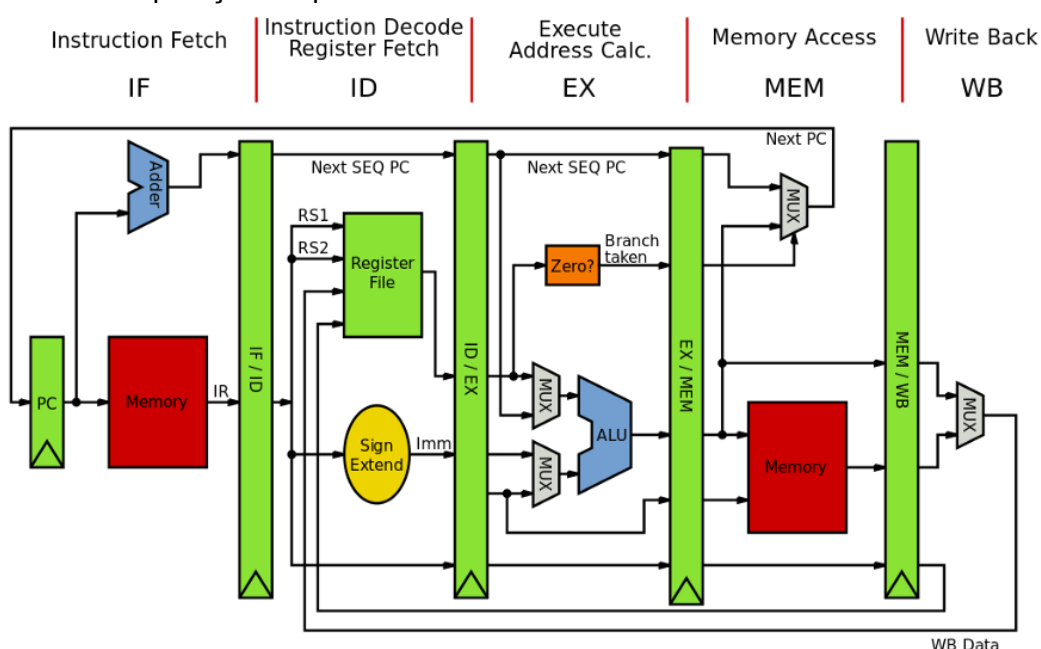 Instruction Fetch
Instruction Decode
Register Fetch
Execute
Address Calc.
Memory Access
Write Back
IF
ID
EX
MEM
WB
Next PC
Adder
Next SEQ PC
Next SEQ PC
MUX
RS1
RS2
Register
File
Branch
taken
Zero?
IF / ID
ID / EX
EX / MEM
MEM / WB
PC
Memory
IR
MUX
ALU
MUX
Sign
Extend
Imm
MUX
Memory
WB Data